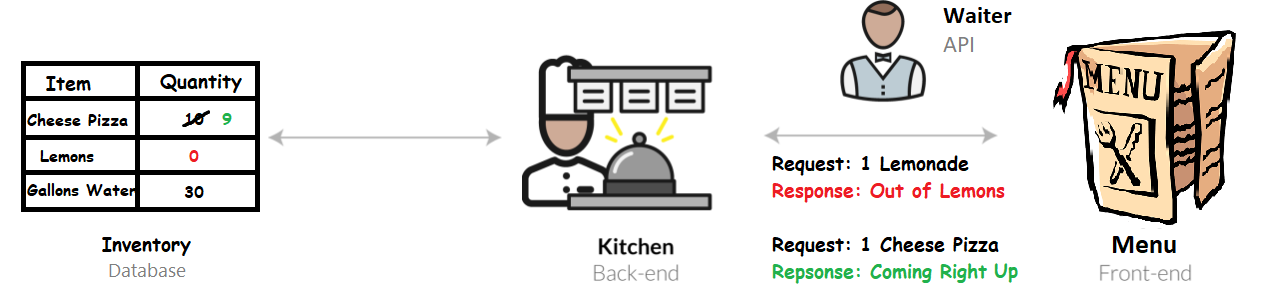 Item Quantity
Cheese Pizza 10 9
Lemons 0
Gallons Water 30
Inventory
Database
Kitchen
Back-end
Waiter
API
Request: 1 Lemonade
Response: Out of Lemons
Request: 1 Cheese Pizza
Repsonse: Coming Right Up
MENU
Menu
Front-end